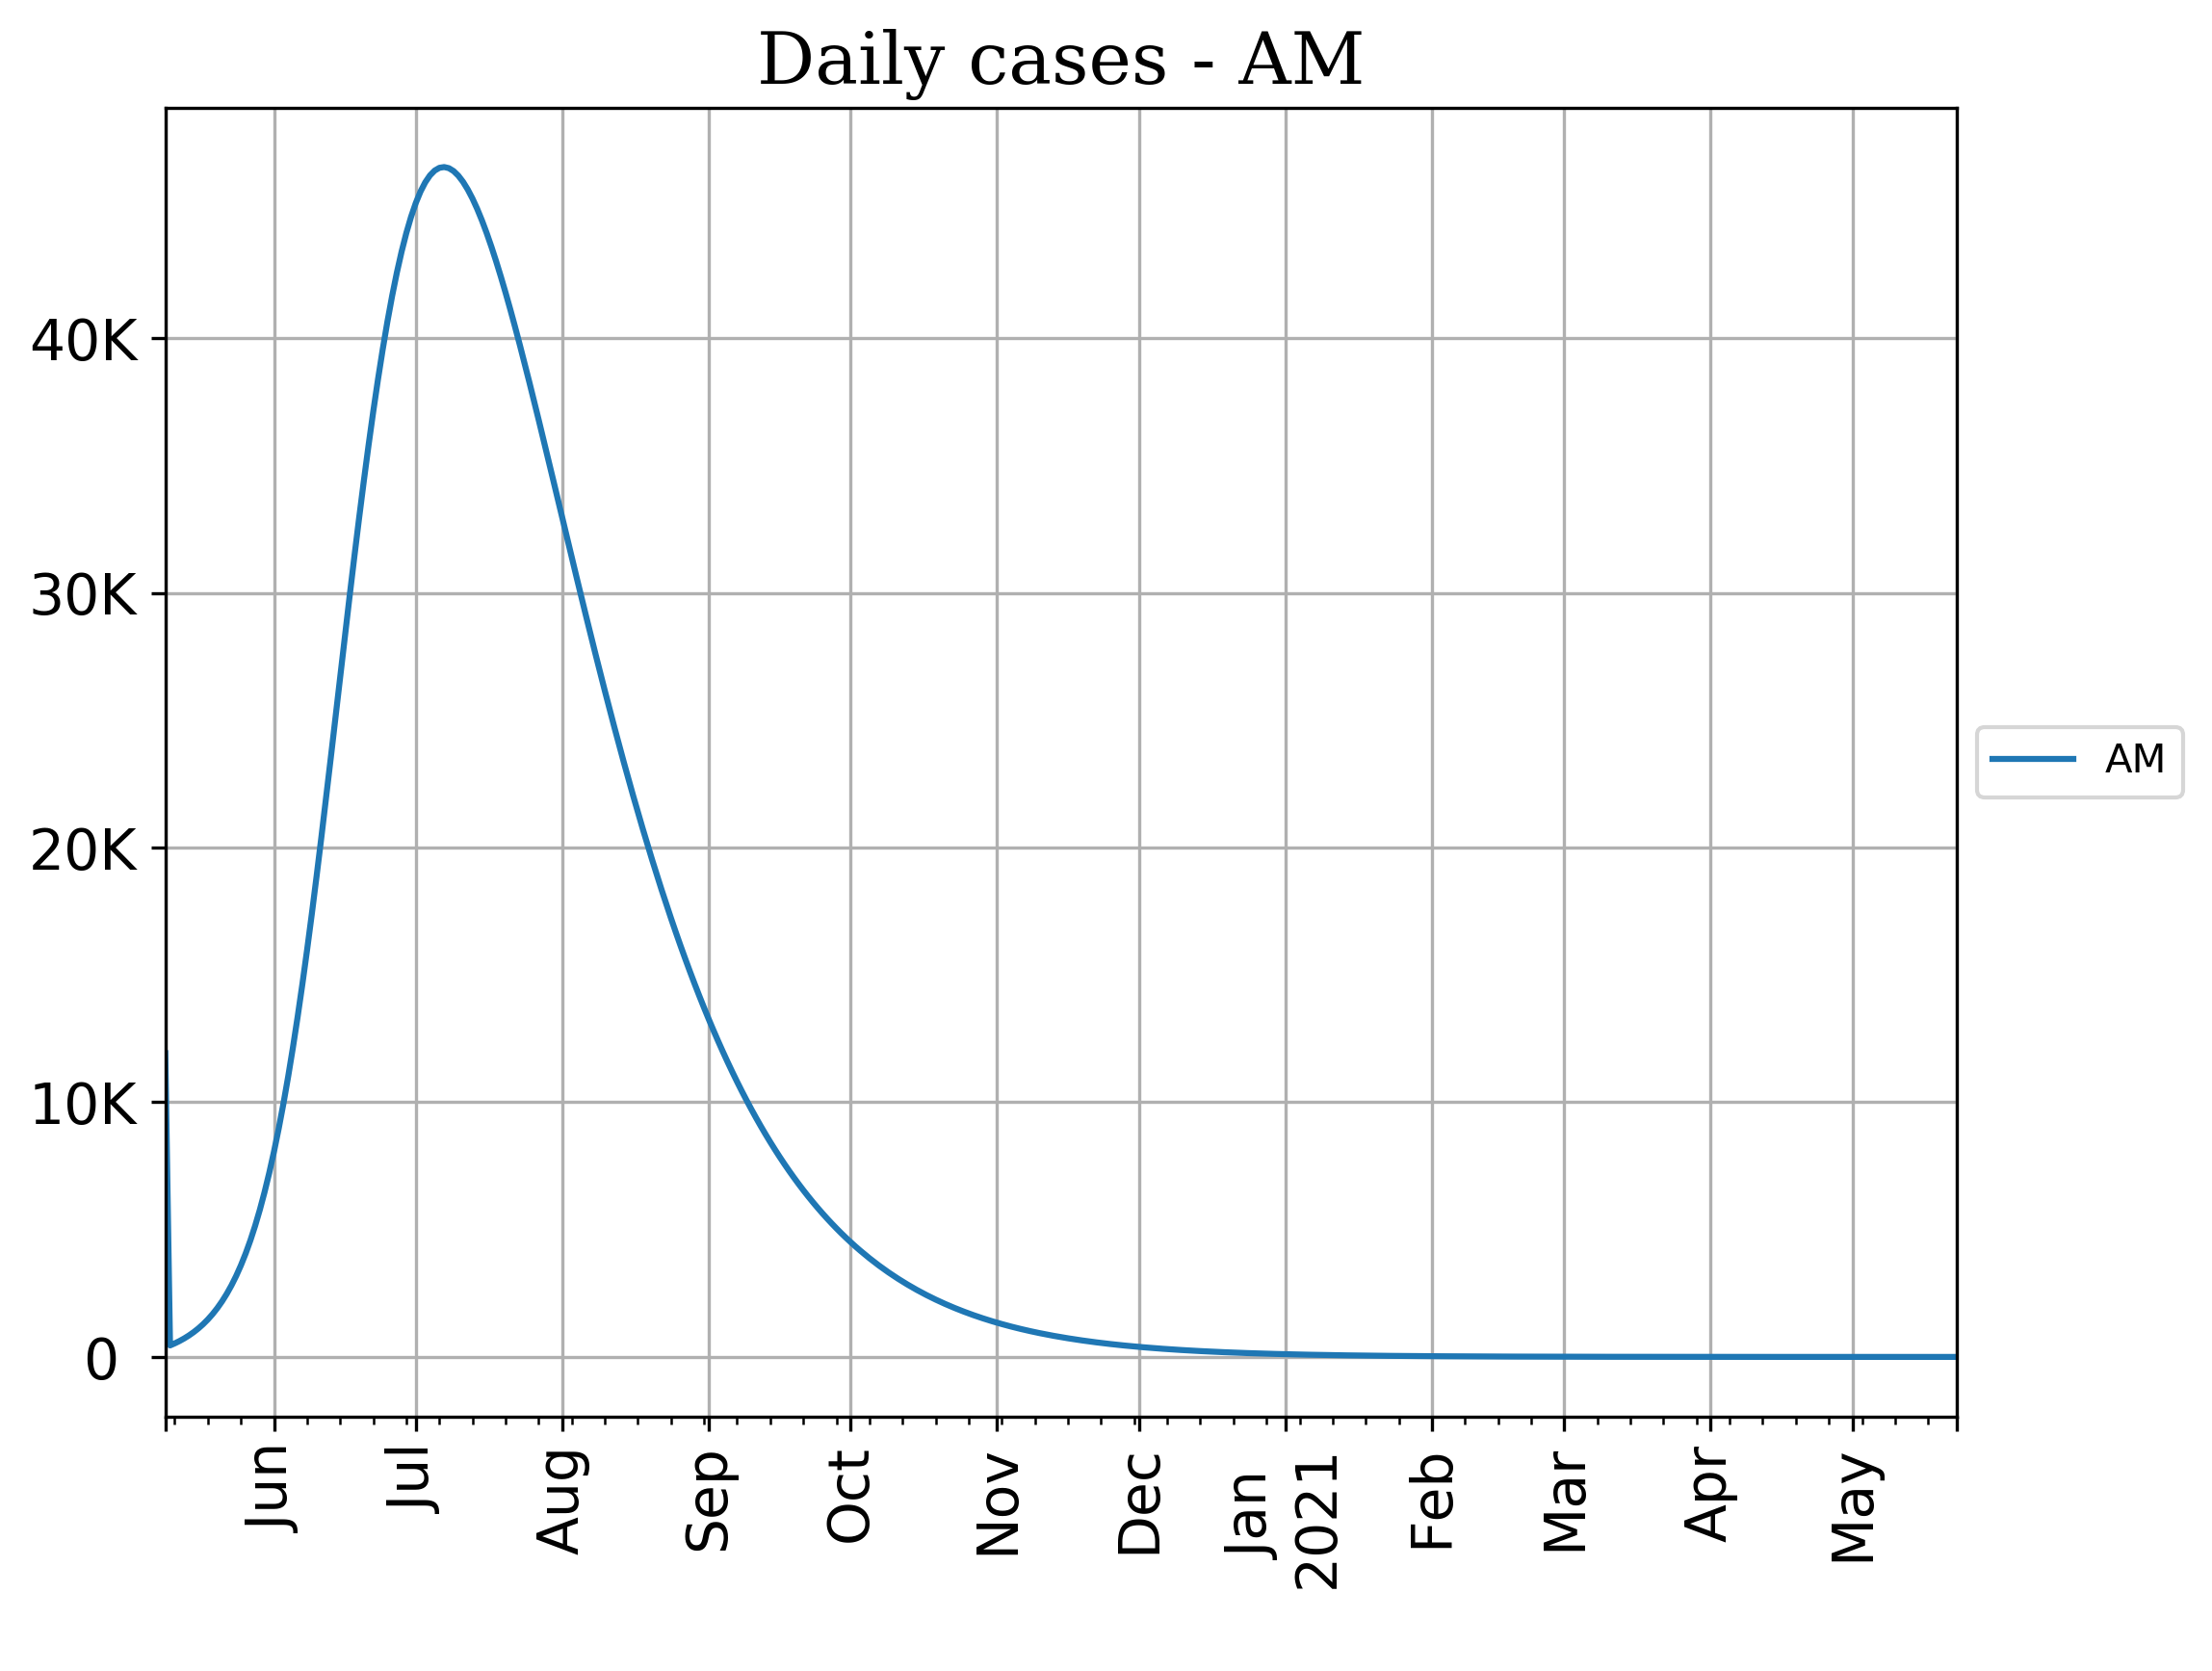 Daily cases - AM
40K
30K
20K
10K
0
AM
Jun
Jul
Aug
Sep
Oct
Nov
Dec
Jan
2021
Feb
Mar
Apr
May